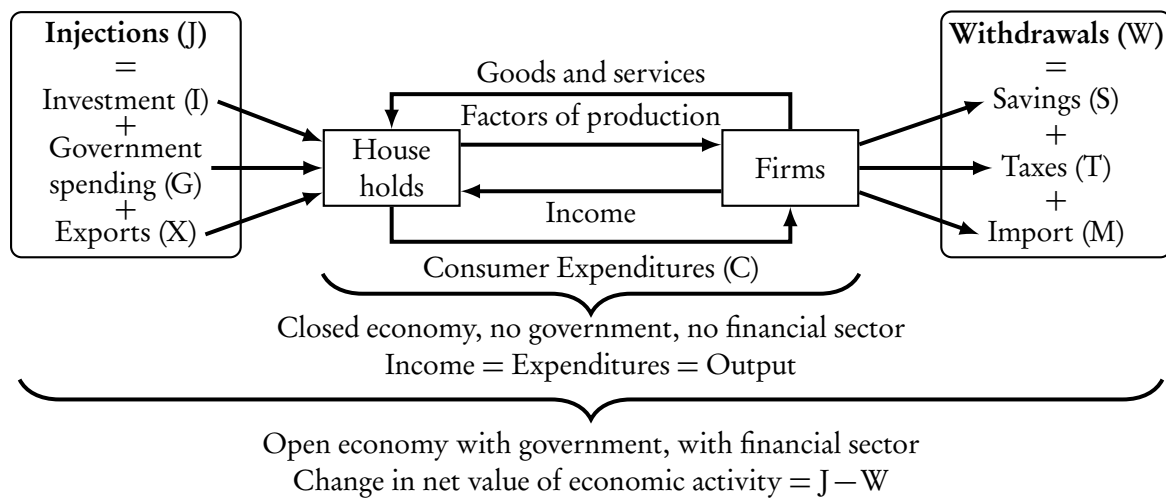 Injections (J)
=
Investment (I)
+
Government
spending (G)
+
Exports (X)
Goods and services
Factors of production
House
holds
Firms
Income
Consumer Expenditures (C)
Withdrawals (W)
=
Savings (S)
+
Taxes (T)
+
Import (M)
Closed economy, no government, no financial sector
Income = Expenditures = Output
Open economy with government, with financial sector
Change in net value of economic activity = J − W